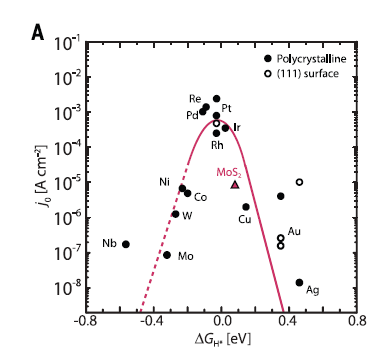 A
10⁻¹
10⁻²
10⁻³
10⁻⁴
10⁻⁵
10⁻⁶
10⁻⁷
10⁻⁸
j₀ [A cm⁻²]
Polycrystalline
(111) surface
Re
Pd
Pt
Ir
Rh
MoS₂
Ni
Co
W
Cu
Nb
Mo
Au
Ag
-0.8 -0.4 0.0 0.4 0.8
ΔG_H* [eV]